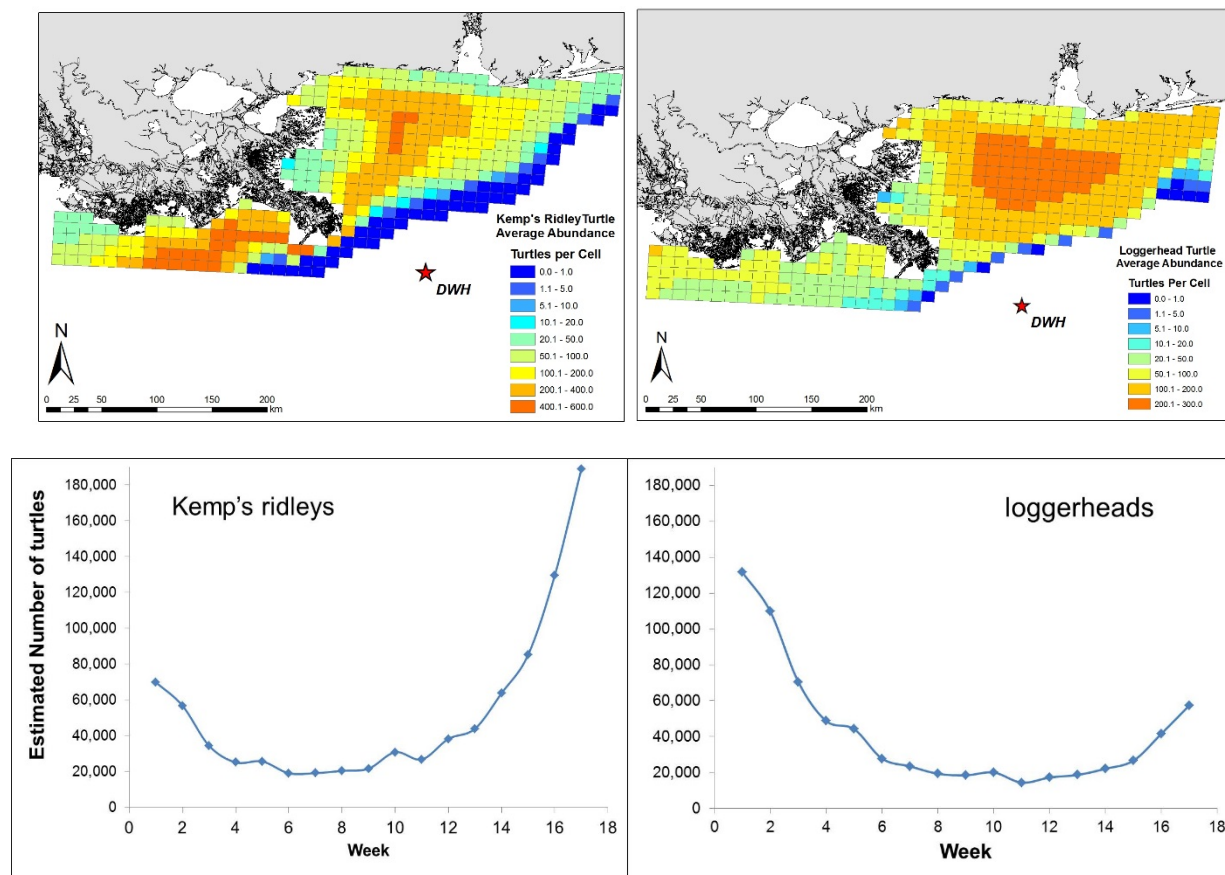 Kemp's Ridley Turtle
Average Abundance
Turtles per Cell
0.0 - 1.0
1.1 - 5.0
5.1 - 10.0
10.1 - 20.0
20.1 - 50.0
50.1 - 100.0
100.1 - 200.0
200.1 - 400.0
400.1 - 600.0
DWH
N
0 25 50 100 150 200
km
Loggerhead Turtle
Average Abundance
Turtles Per Cell
0.0 - 1.0
1.1 - 5.0
5.1 - 10.0
10.1 - 20.0
20.1 - 50.0
50.1 - 100.0
100.1 - 200.0
200.1 - 300.0
DWH
N
0 25 50 100 150 200
km
Kemp's ridleys
Estimated Number of turtles
180,000
160,000
140,000
120,000
100,000
80,000
60,000
40,000
20,000
0
0 2 4 6 8 10 12 14 16 18
Week
loggerheads
180,000
160,000
140,000
120,000
100,000
80,000
60,000
40,000
20,000
0
0 2 4 6 8 10 12 14 16 18
Week